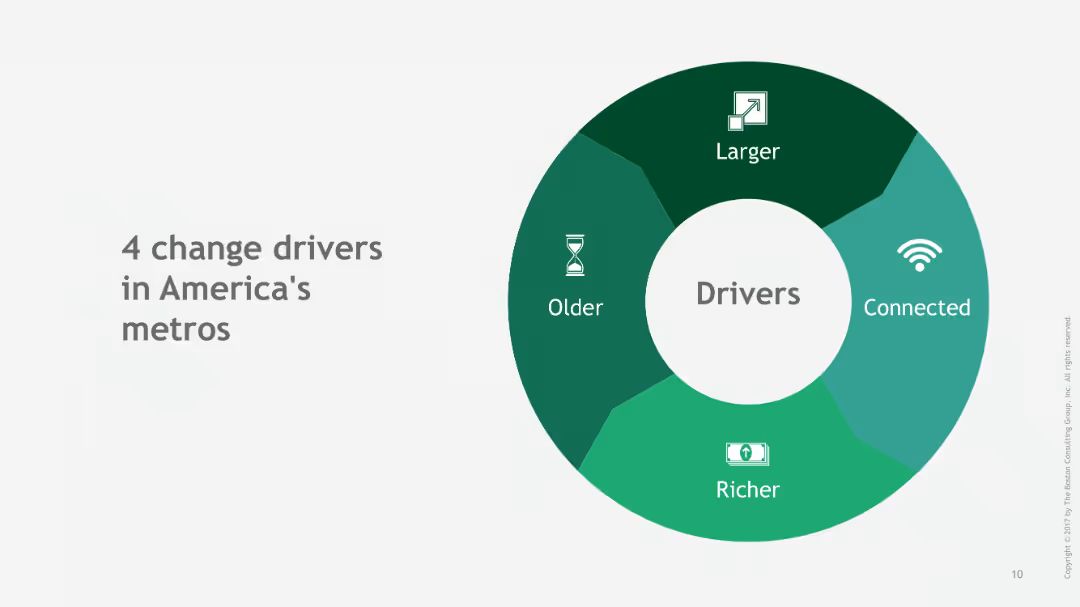 4 change drivers
in America's
metros
Larger
Older
Drivers
Connected
Richer
10
Copyright © 2017 by The Boston Consulting Group, Inc. All rights reserved.